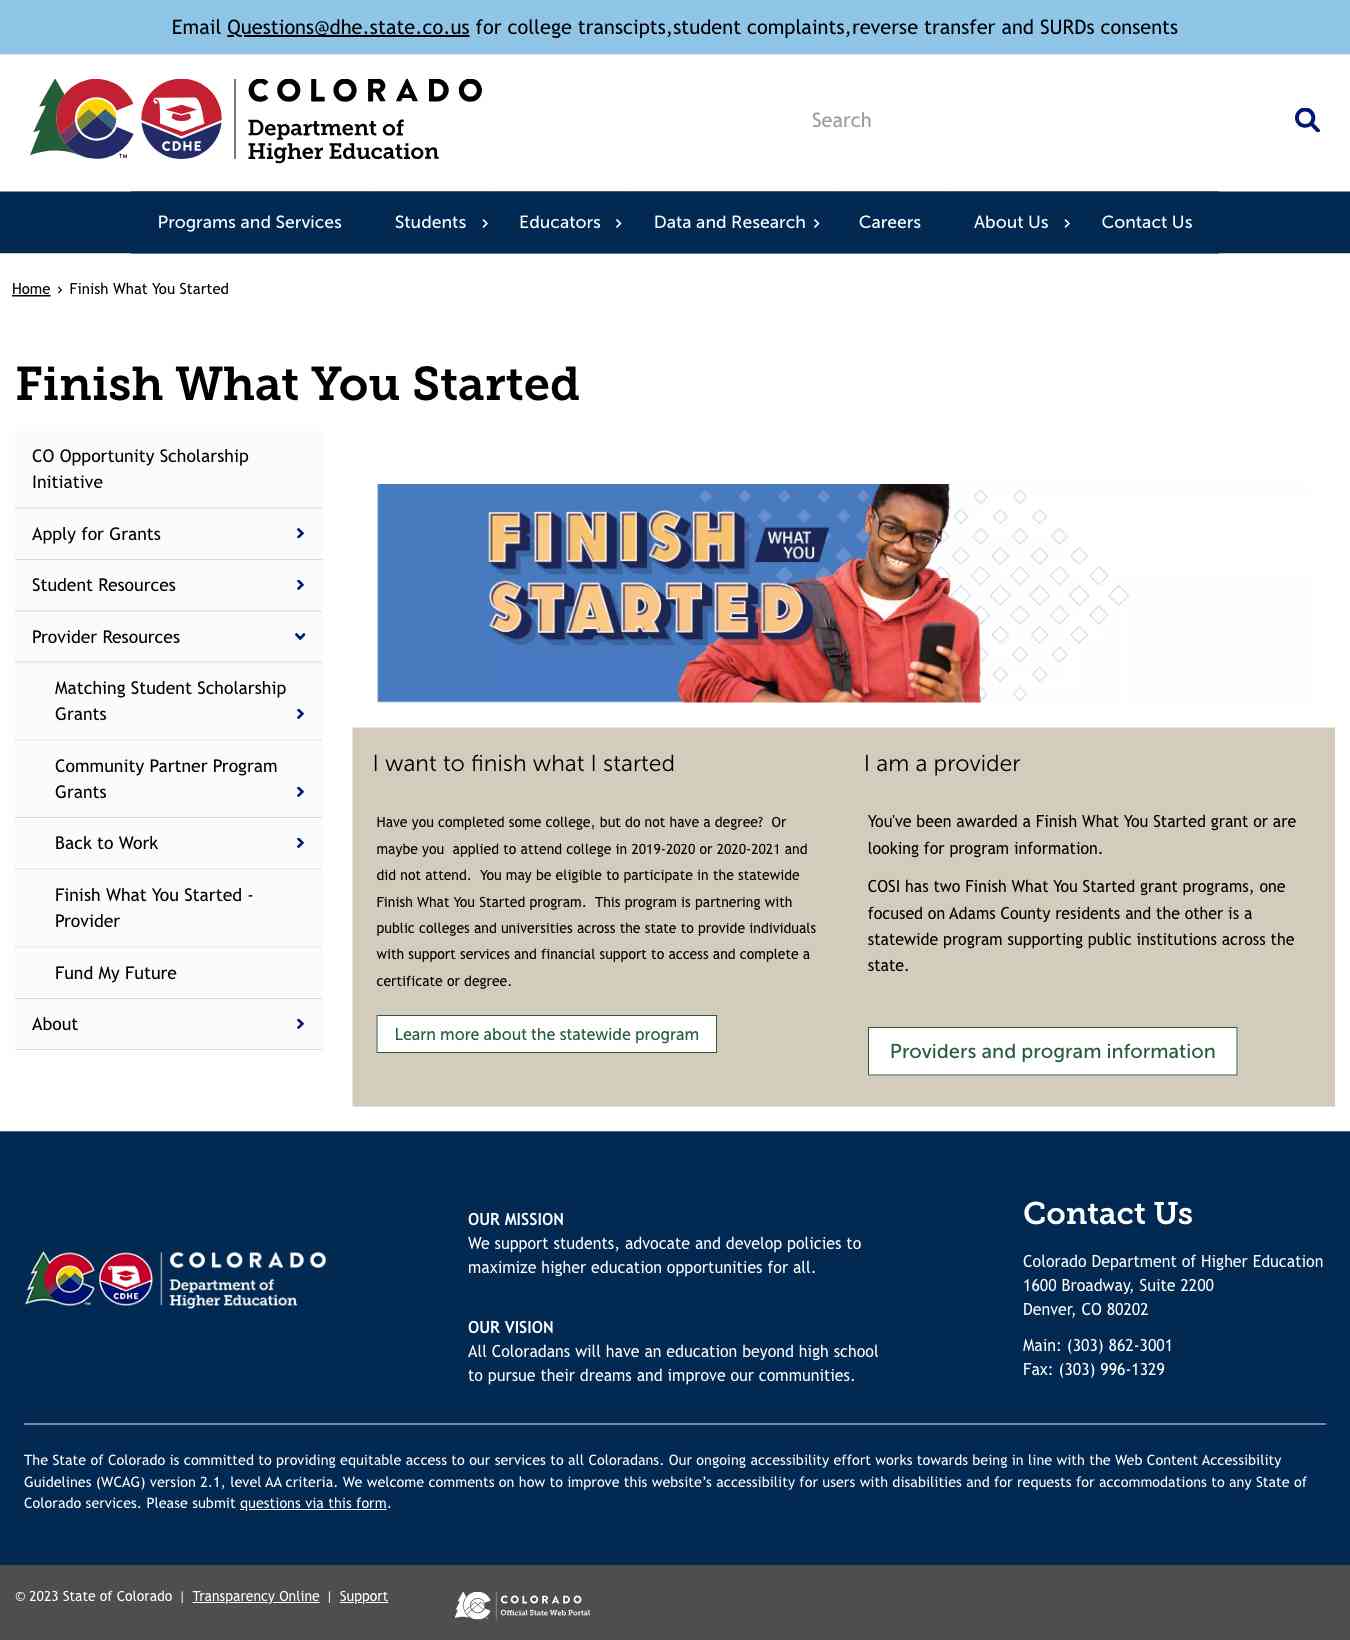 Email Questions@dhe.state.co.us for college transcipts,student complaints,reverse transfer and SURDs consents
CDHE
TM
COLORADO
Department of
Higher Education
Search
Programs and Services
Students
Educators
Data and Research
Careers
About Us
Contact Us
Home › Finish What You Started
Finish What You Started
CO Opportunity Scholarship
Initiative
Apply for Grants
Student Resources
Provider Resources
Matching Student Scholarship
Grants
Community Partner Program
Grants
Back to Work
Finish What You Started -
Provider
Fund My Future
About
FINISH
WHAT
YOU
STARTED
I want to finish what I started
Have you completed some college, but do not have a degree?  Or
maybe you  applied to attend college in 2019-2020 or 2020-2021 and
did not attend.  You may be eligible to participate in the statewide
Finish What You Started program.  This program is partnering with
public colleges and universities across the state to provide individuals
with support services and financial support to access and complete a
certificate or degree.
Learn more about the statewide program
I am a provider
You've been awarded a Finish What You Started grant or are
looking for program information.
COSI has two Finish What You Started grant programs, one
focused on Adams County residents and the other is a
statewide program supporting public institutions across the
state.
Providers and program information
CDHE
COLORADO
Department of
Higher Education
OUR MISSION
We support students, advocate and develop policies to
maximize higher education opportunities for all.
OUR VISION
All Coloradans will have an education beyond high school
to pursue their dreams and improve our communities.
Contact Us
Colorado Department of Higher Education
1600 Broadway, Suite 2200
Denver, CO 80202
Main: (303) 862-3001
Fax: (303) 996-1329
The State of Colorado is committed to providing equitable access to our services to all Coloradans. Our ongoing accessibility effort works towards being in line with the Web Content Accessibility
Guidelines (WCAG) version 2.1, level AA criteria. We welcome comments on how to improve this website’s accessibility for users with disabilities and for requests for accommodations to any State of
Colorado services. Please submit questions via this form.
© 2023 State of Colorado | Transparency Online | Support
COLORADO
Official State Web Portal